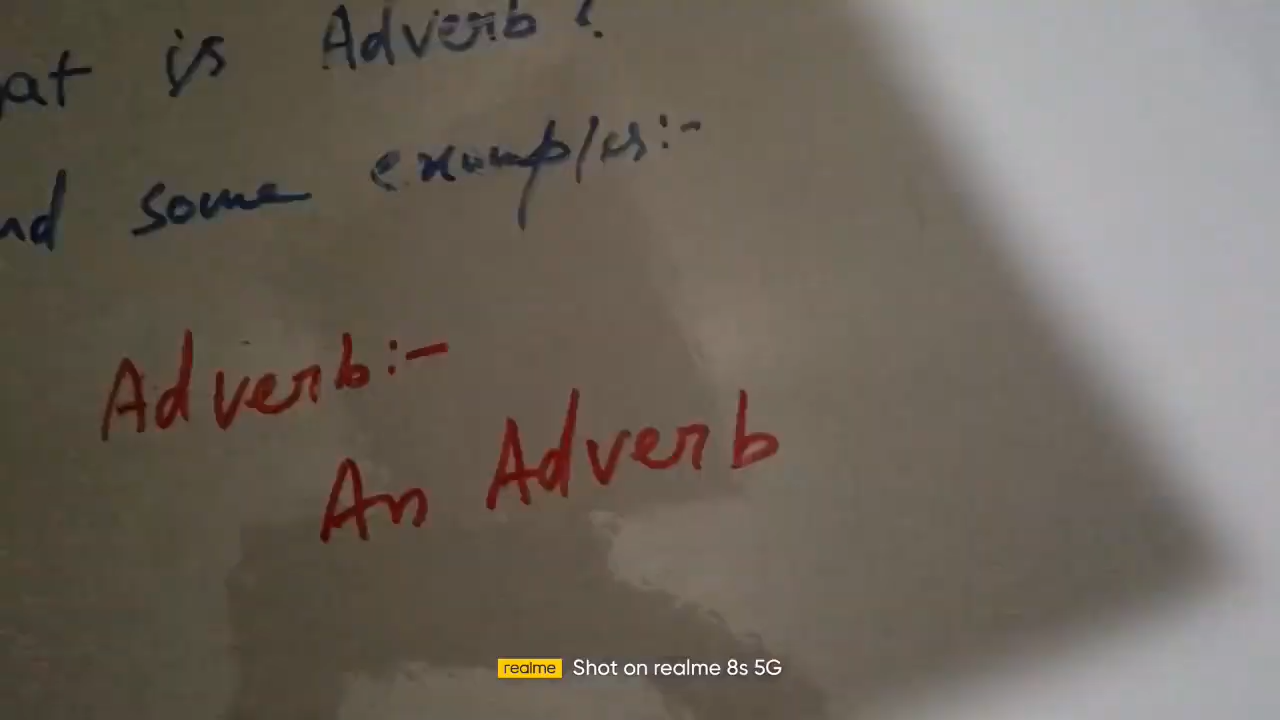 at is Adverb?
nd some examples:-
Adverb:-
An Adverb
realme Shot on realme 8s 5G